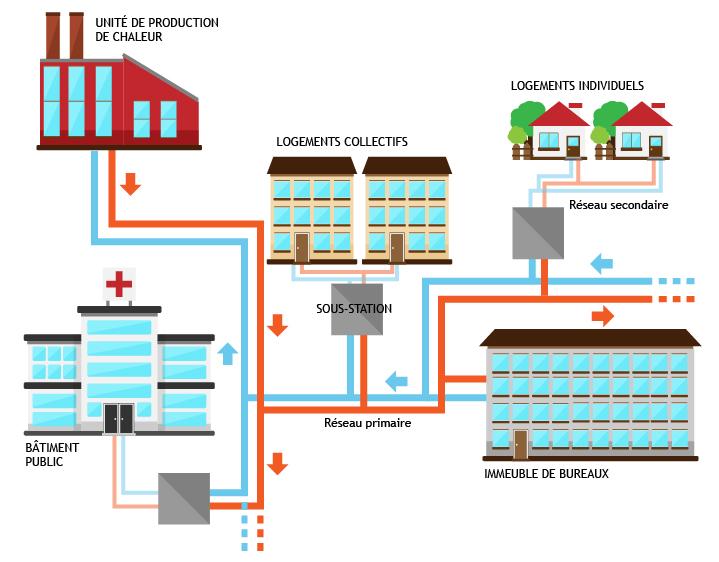 UNITÉ DE PRODUCTION
DE CHALEUR
LOGEMENTS INDIVIDUELS
LOGEMENTS COLLECTIFS
Réseau secondaire
SOUS-STATION
Réseau primaire
BÂTIMENT
PUBLIC
IMMEUBLE DE BUREAUX